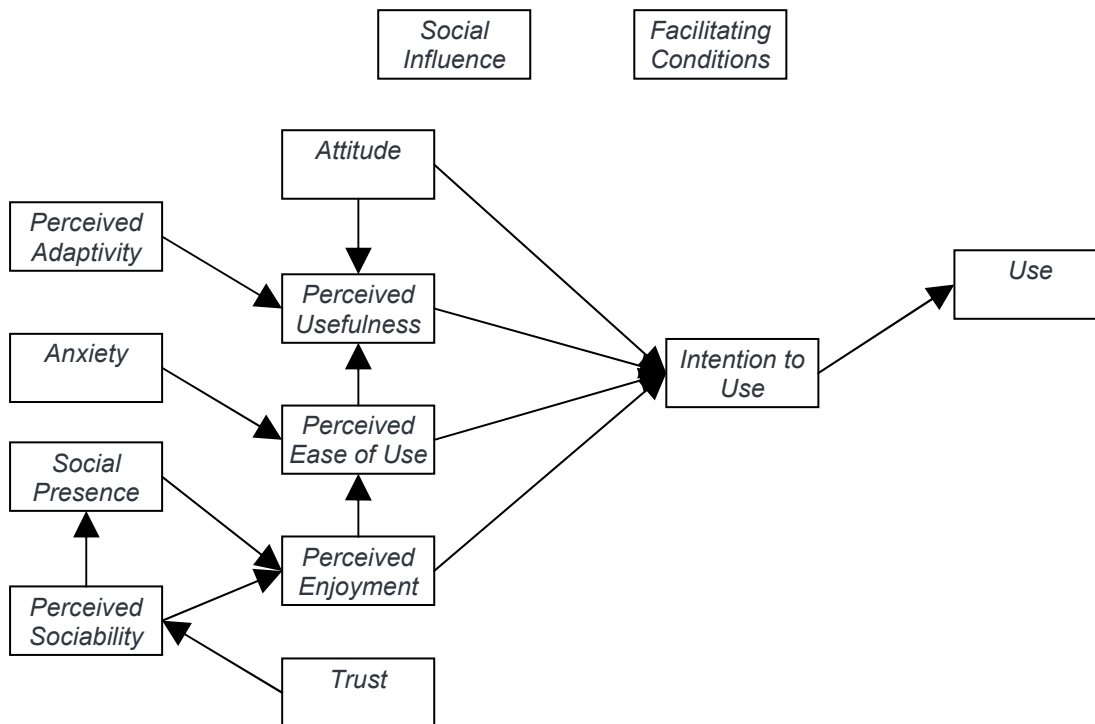 Social
Influence
Facilitating
Conditions
Attitude
Perceived
Adaptivity
Perceived
Usefulness
Use
Anxiety
Intention to
Use
Perceived
Ease of Use
Social
Presence
Perceived
Enjoyment
Perceived
Sociability
Trust